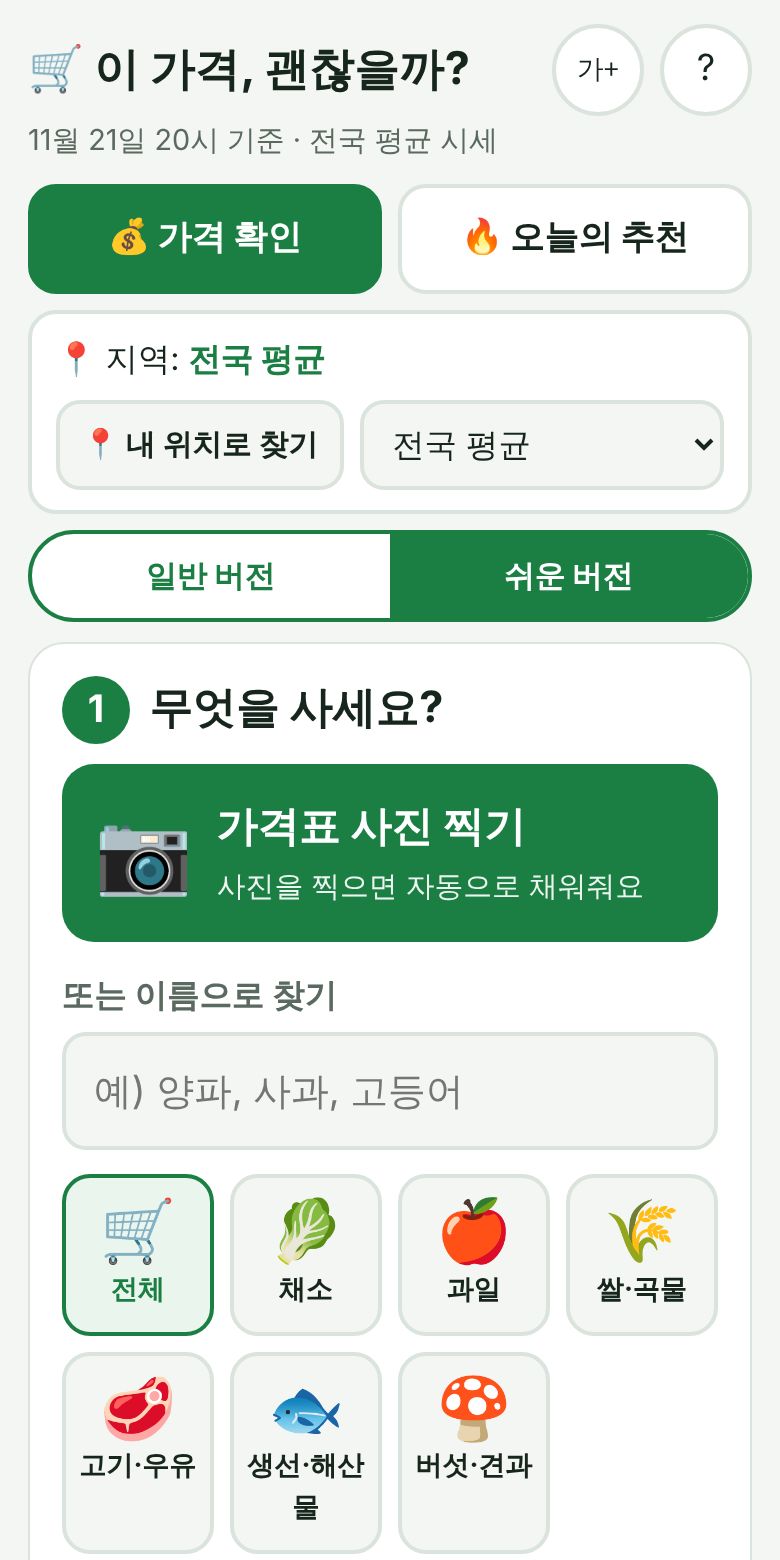 이 가격, 괜찮을까?
가+
?
11월 21일 20시 기준 · 전국 평균 시세
가격 확인
오늘의 추천
지역: 전국 평균
내 위치로 찾기
전국 평균
일반 버전
쉬운 버전
1 무엇을 사세요?
가격표 사진 찍기
사진을 찍으면 자동으로 채워줘요
또는 이름으로 찾기
예) 양파, 사과, 고등어
전체
채소
과일
쌀·곡물
고기·우유
생선·해산
물
버섯·견과